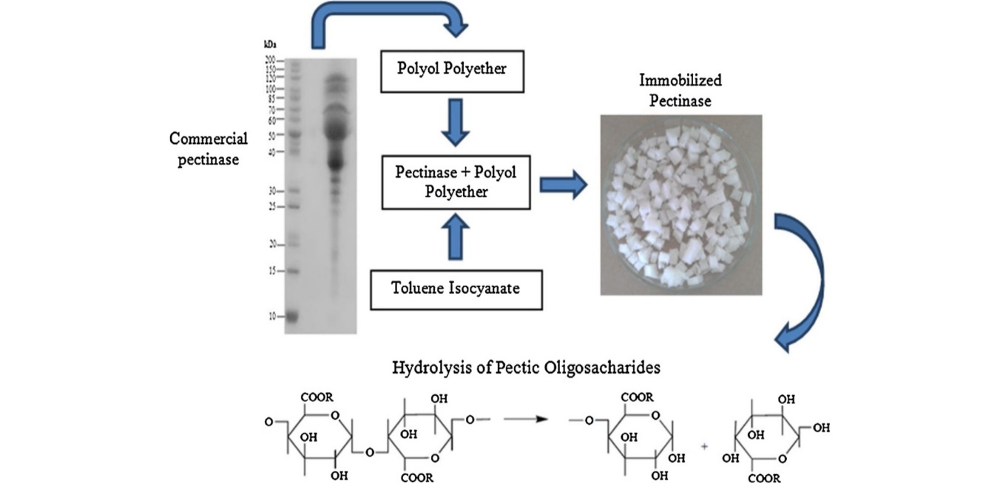 kDa
200
150
120
100
85
70
60
50
40
30
25
20
15
10
Commercial
pectinase
Polyol Polyether
Pectinase + Polyol
Polyether
Toluene Isocyanate
Immobilized
Pectinase
Hydrolysis of Pectic Oligosacharides
COOR
O
O
OH
OH
O
OH
OH
O
O
COOR
COOR
O
O
OH
OH
OH
+
OH
OH
OH
OH
O
COOR